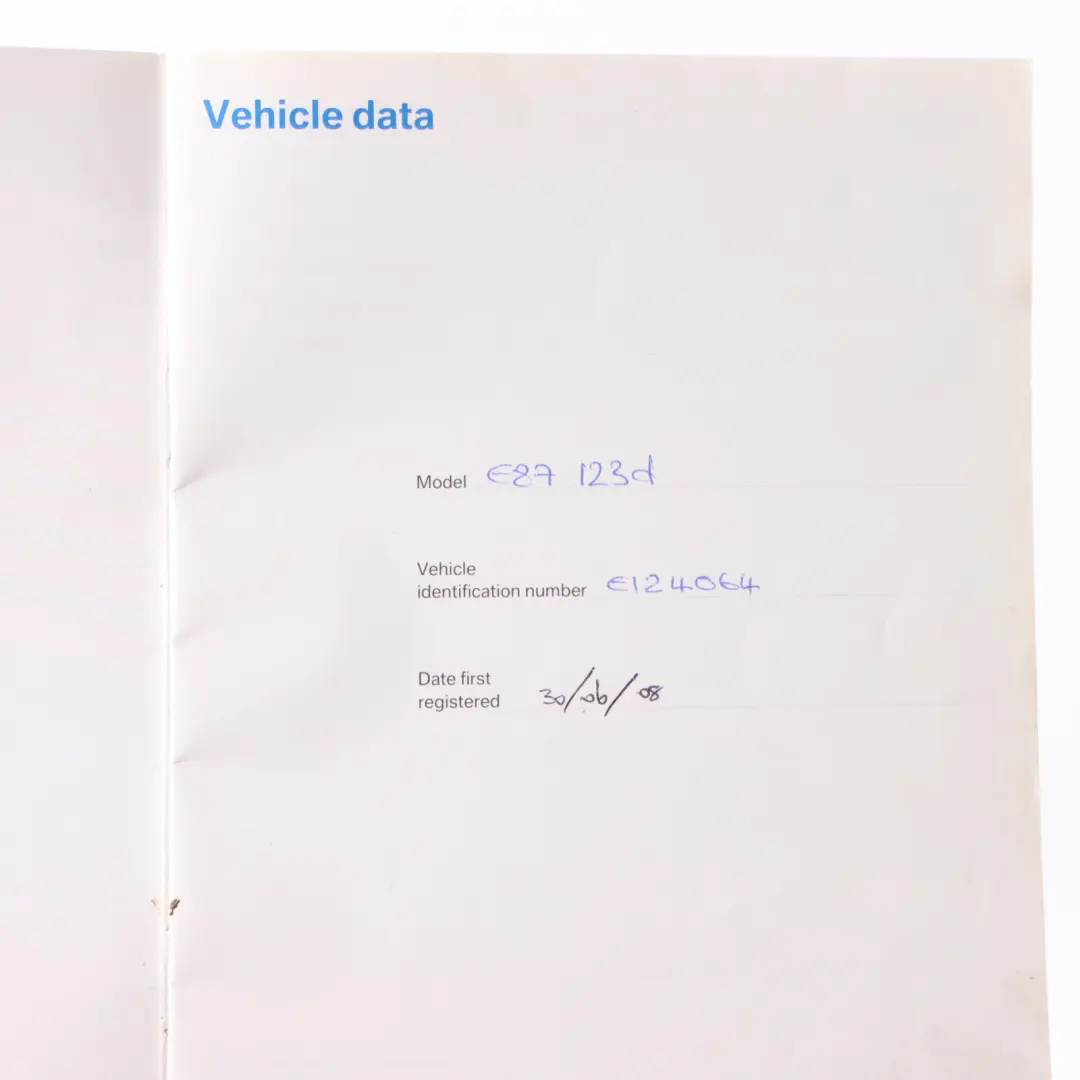 Vehicle data
Model E87 123d
Vehicle
identification number E124064
Date first
registered 30/06/08